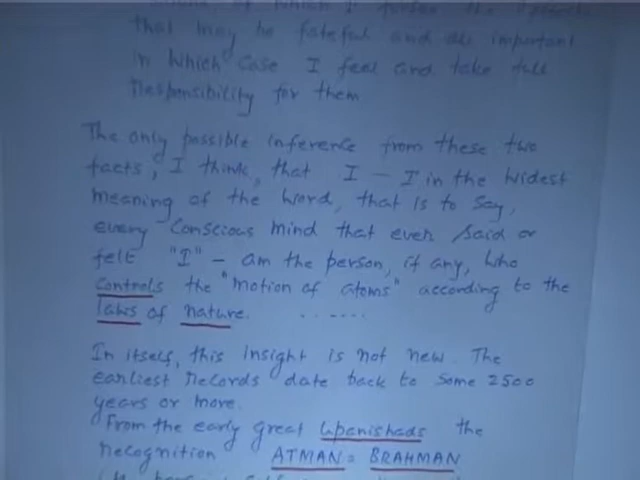 of which I
that may be fateful and all important
in which case I feel and take full
Responsibility for them
The only possible inference from these two
facts, I think, that I - I in the widest
meaning of the word, that is to say,
every conscious mind that ever said or
felt "I" - am the person, if any, who
controls the "motion of atoms" according to the
laws of nature. . . . . . .
In itself, this insight is not new. The
earliest records date back to some 2500
years or more.
From the early great Upanishads the
recognition ATMAN = BRAHMAN